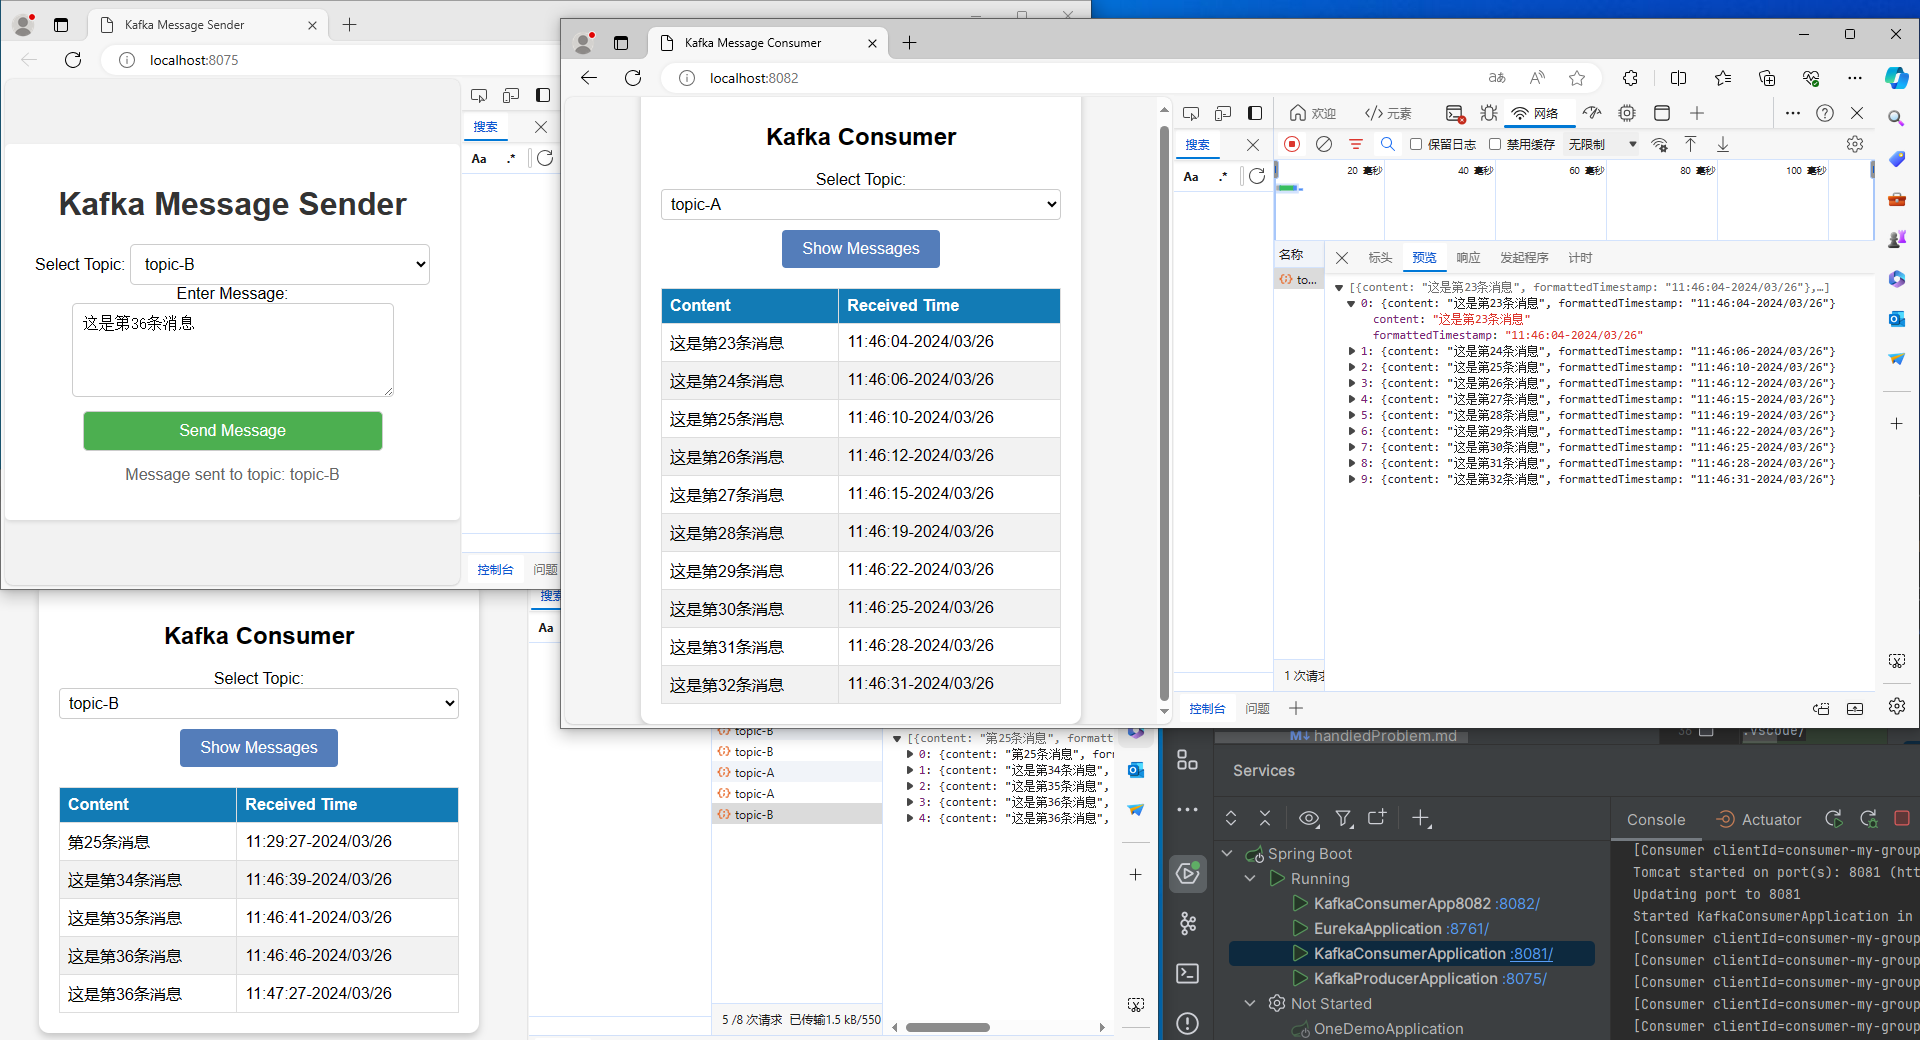 Kafka Message Sender
localhost:8075
搜索
Aa
.*
Kafka Message Sender
Select Topic:
topic-B
Enter Message:
这是第36条消息
Send Message
Message sent to topic: topic-B
控制台
问题
Kafka Message Consumer
localhost:8082
Kafka Consumer
Select Topic:
topic-A
Show Messages
Content Received Time
这是第23条消息 11:46:04-2024/03/26
这是第24条消息 11:46:06-2024/03/26
这是第25条消息 11:46:10-2024/03/26
这是第26条消息 11:46:12-2024/03/26
这是第27条消息 11:46:15-2024/03/26
这是第28条消息 11:46:19-2024/03/26
这是第29条消息 11:46:22-2024/03/26
这是第30条消息 11:46:25-2024/03/26
这是第31条消息 11:46:28-2024/03/26
这是第32条消息 11:46:31-2024/03/26
搜索
Aa
.*
欢迎
元素
网络
保留日志
禁用缓存
无限制
20 毫秒
40 毫秒
60 毫秒
80 毫秒
100 毫秒
名称
to...
标头
预览
响应
发起程序
计时
[{content: "这是第23条消息", formattedTimestamp: "11:46:04-2024/03/26"},…]
0: {content: "这是第23条消息", formattedTimestamp: "11:46:04-2024/03/26"}
content: "这是第23条消息"
formattedTimestamp: "11:46:04-2024/03/26"
1: {content: "这是第24条消息", formattedTimestamp: "11:46:06-2024/03/26"}
2: {content: "这是第25条消息", formattedTimestamp: "11:46:10-2024/03/26"}
3: {content: "这是第26条消息", formattedTimestamp: "11:46:12-2024/03/26"}
4: {content: "这是第27条消息", formattedTimestamp: "11:46:15-2024/03/26"}
5: {content: "这是第28条消息", formattedTimestamp: "11:46:19-2024/03/26"}
6: {content: "这是第29条消息", formattedTimestamp: "11:46:22-2024/03/26"}
7: {content: "这是第30条消息", formattedTimestamp: "11:46:25-2024/03/26"}
8: {content: "这是第31条消息", formattedTimestamp: "11:46:28-2024/03/26"}
9: {content: "这是第32条消息", formattedTimestamp: "11:46:31-2024/03/26"}
1 次请求
控制台
问题
Kafka Consumer
Select Topic:
topic-B
Show Messages
Content Received Time
第25条消息 11:29:27-2024/03/26
这是第34条消息 11:46:39-2024/03/26
这是第35条消息 11:46:41-2024/03/26
这是第36条消息 11:46:46-2024/03/26
这是第36条消息 11:47:27-2024/03/26
搜索
Aa
topic-B
topic-B
topic-A
topic-A
topic-B
5 /8 次请求 已传输1.5 kB/550
[{content: "第25条消息", formatt
0: {content: "第25条消息", for
1: {content: "这是第34条消息",
2: {content: "这是第35条消息",
3: {content: "这是第36条消息",
4: {content: "这是第36条消息",
handledProblem.md
38
.vscode/
Services
Spring Boot
Running
KafkaConsumerApp8082 :8082/
EurekaApplication :8761/
KafkaConsumerApplication :8081/
KafkaProducerApplication :8075/
Not Started
OneDemoApplication
Console
Actuator
[Consumer clientId=consumer-my-group
Tomcat started on port(s): 8081 (htt
Updating port to 8081
Started KafkaConsumerApplication in
[Consumer clientId=consumer-my-group
[Consumer clientId=consumer-my-group
[Consumer clientId=consumer-my-group
[Consumer clientId=consumer-my-group
[Consumer clientId=consumer-my-group